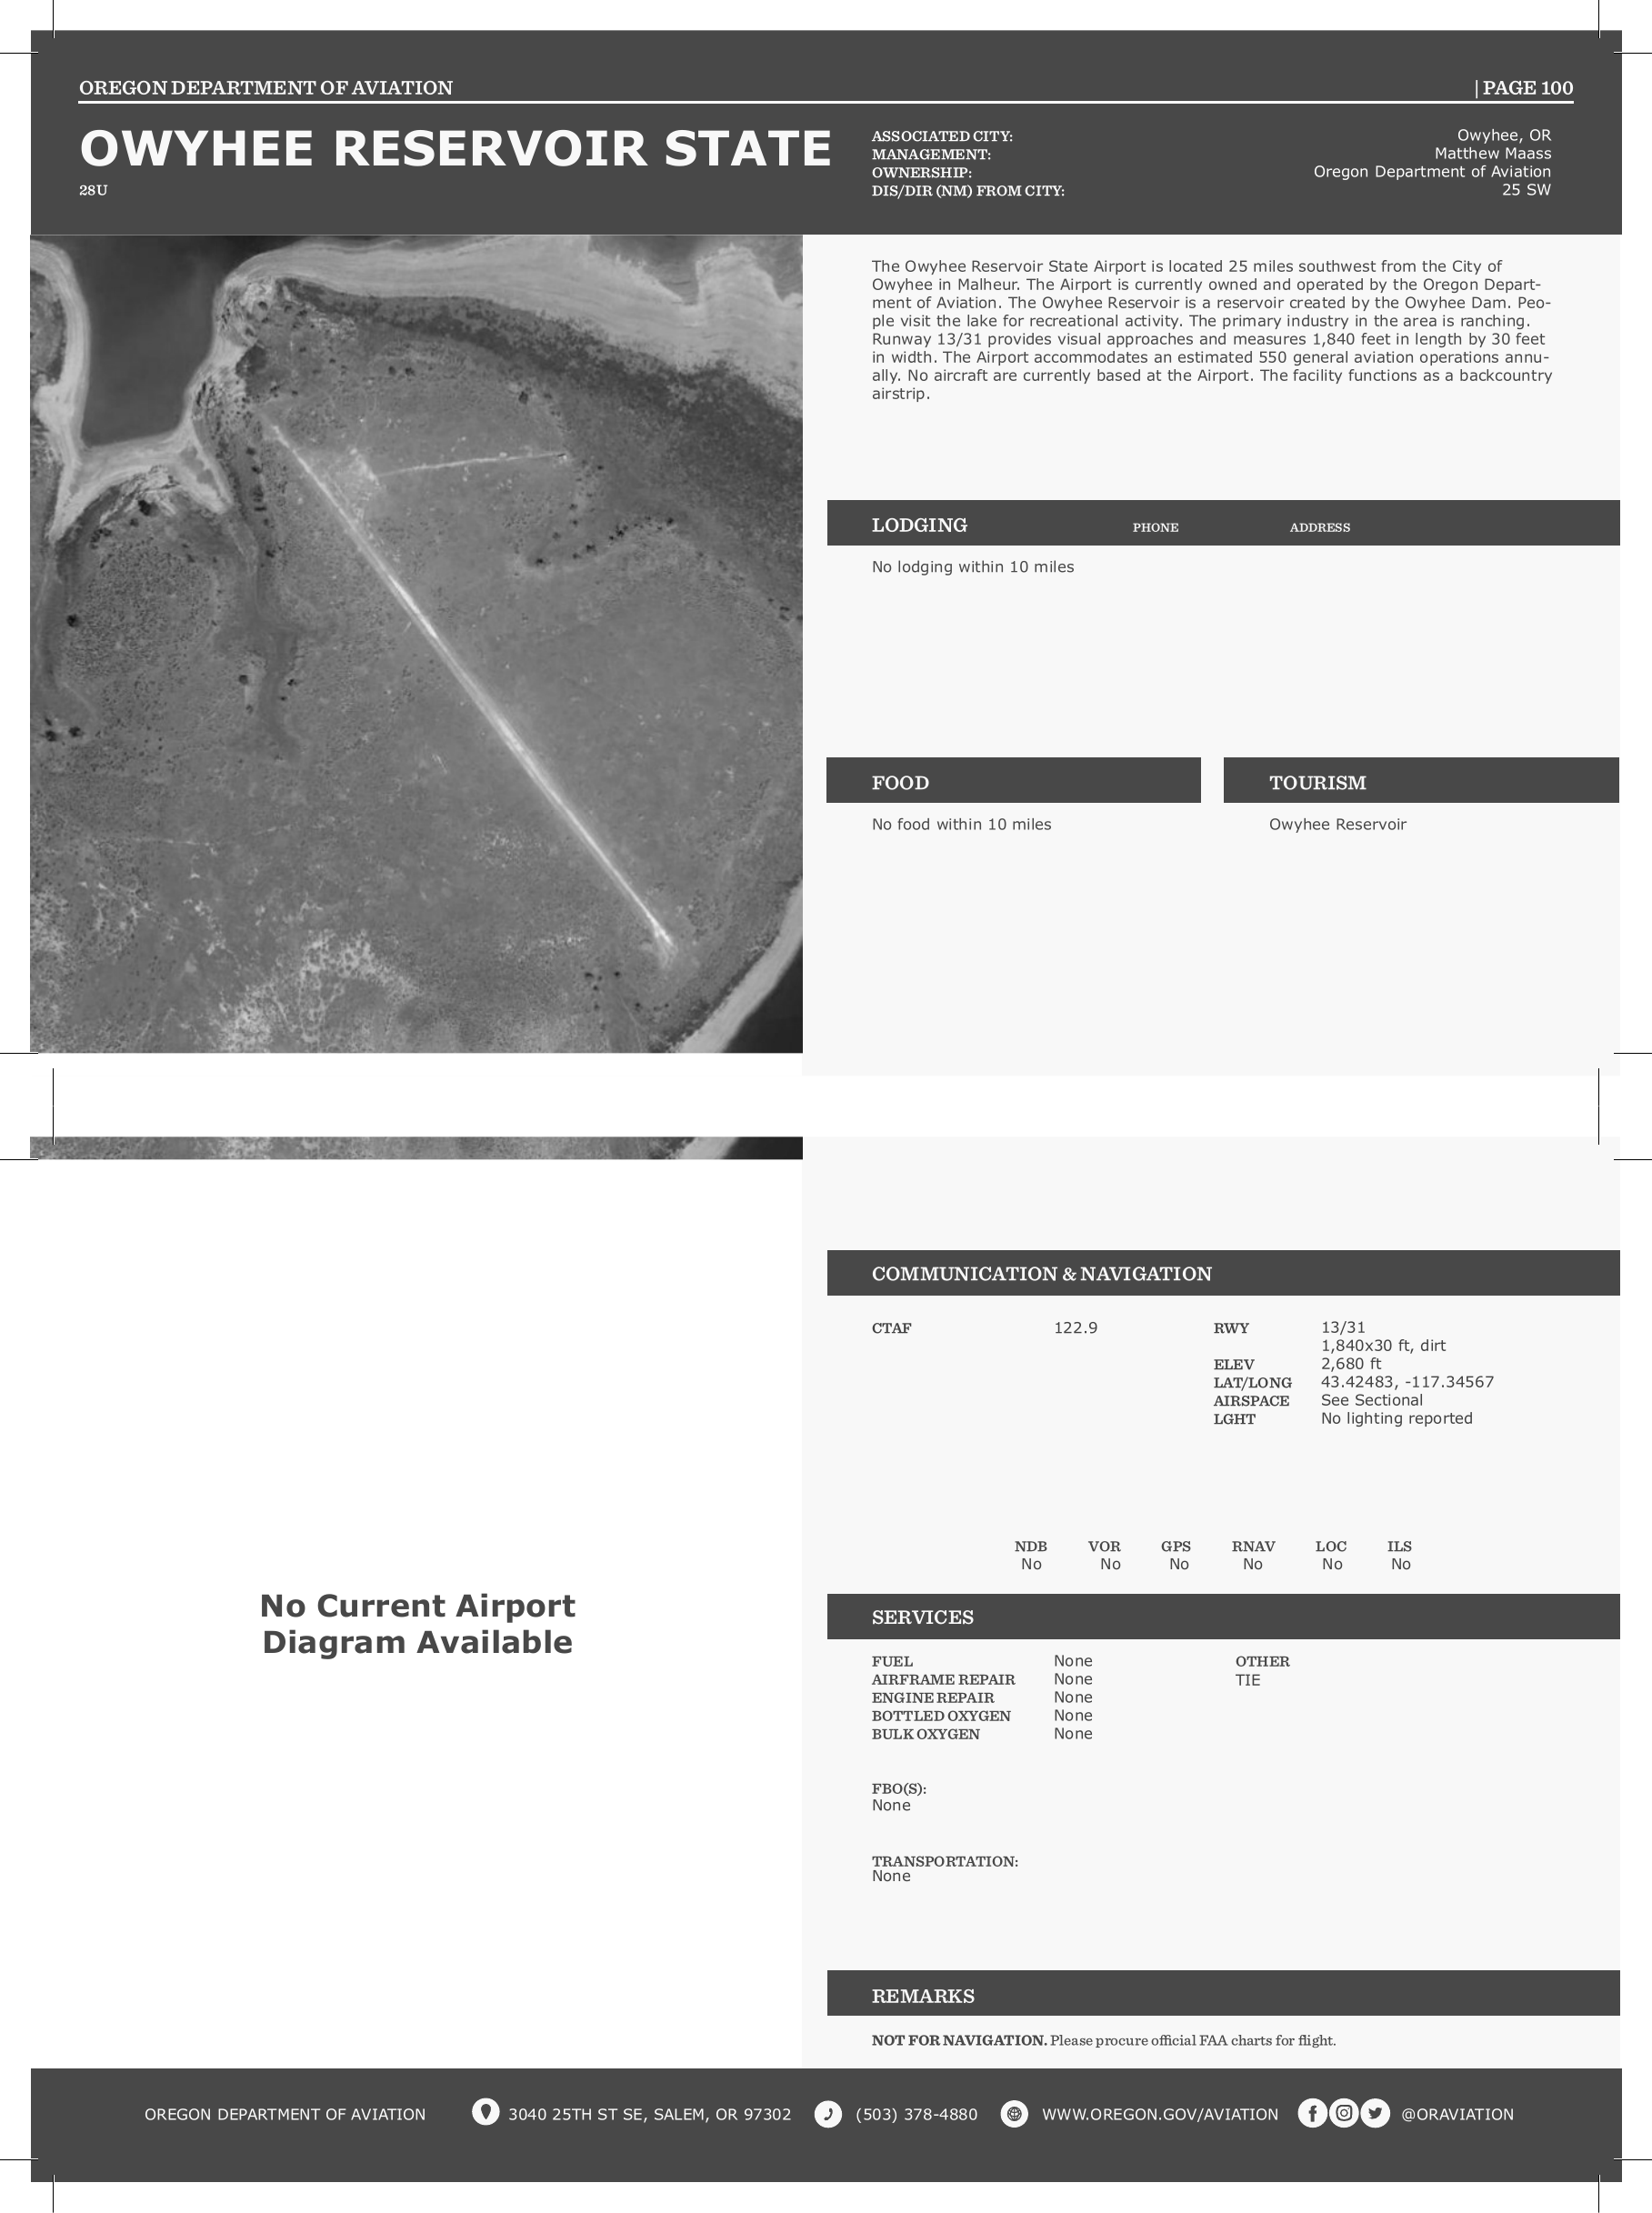 OREGON DEPARTMENT OF AVIATION
| PAGE 100
OWYHEE RESERVOIR STATE
28U
ASSOCIATED CITY: Owyhee, OR
MANAGEMENT: Matthew Maass
OWNERSHIP: Oregon Department of Aviation
DIS/DIR (NM) FROM CITY: 25 SW
The Owyhee Reservoir State Airport is located 25 miles southwest from the City of
Owyhee in Malheur. The Airport is currently owned and operated by the Oregon Depart-
ment of Aviation. The Owyhee Reservoir is a reservoir created by the Owyhee Dam. Peo-
ple visit the lake for recreational activity. The primary industry in the area is ranching.
Runway 13/31 provides visual approaches and measures 1,840 feet in length by 30 feet
in width. The Airport accommodates an estimated 550 general aviation operations annu-
ally. No aircraft are currently based at the Airport. The facility functions as a backcountry
airstrip.
LODGING PHONE ADDRESS
No lodging within 10 miles
FOOD
No food within 10 miles
TOURISM
Owyhee Reservoir
No Current Airport
Diagram Available
COMMUNICATION & NAVIGATION
CTAF 122.9
RWY 13/31
1,840x30 ft, dirt
ELEV 2,680 ft
LAT/LONG 43.42483, -117.34567
AIRSPACE See Sectional
LGHT No lighting reported
NDB VOR GPS RNAV LOC ILS
No No No No No No
SERVICES
FUEL None
AIRFRAME REPAIR None
ENGINE REPAIR None
BOTTLED OXYGEN None
BULK OXYGEN None
OTHER
TIE
FBO(S):
None
TRANSPORTATION:
None
REMARKS
NOT FOR NAVIGATION. Please procure official FAA charts for flight.
OREGON DEPARTMENT OF AVIATION 3040 25TH ST SE, SALEM, OR 97302 (503) 378-4880 WWW.OREGON.GOV/AVIATION @ORAVIATION